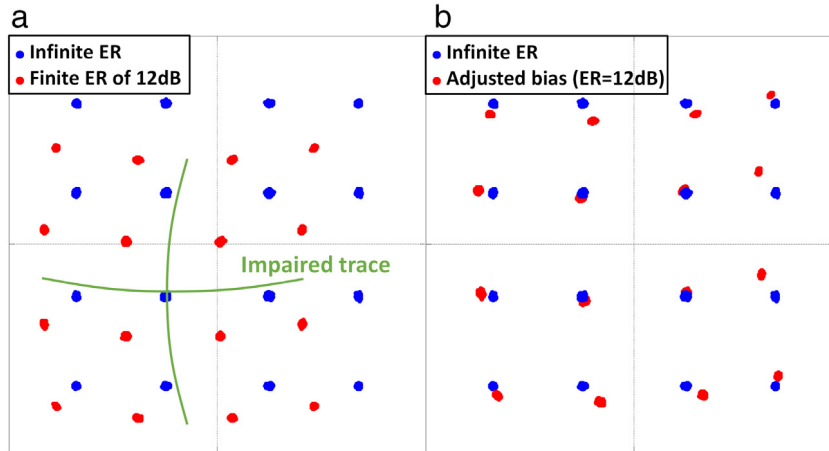 a
Infinite ER
Finite ER of 12dB
Impaired trace
b
Infinite ER
Adjusted bias (ER=12dB)